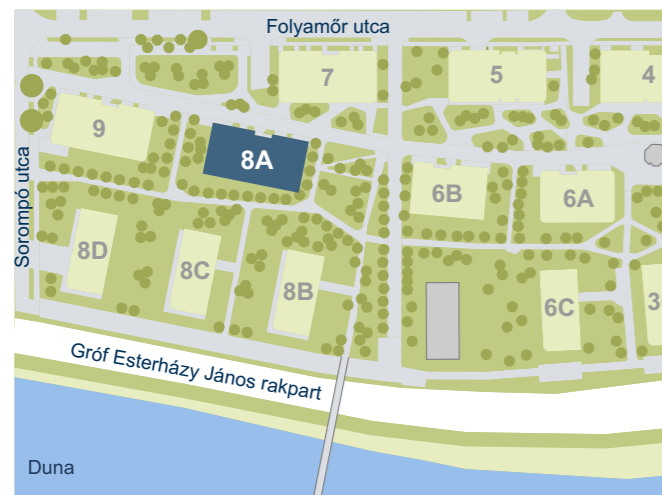 Folyamőr utca
7
5
4
9
8A
6B
6A
Sorompó utca
8D
8C
8B
6C
3
Gróf Esterházy János rakpart
Duna